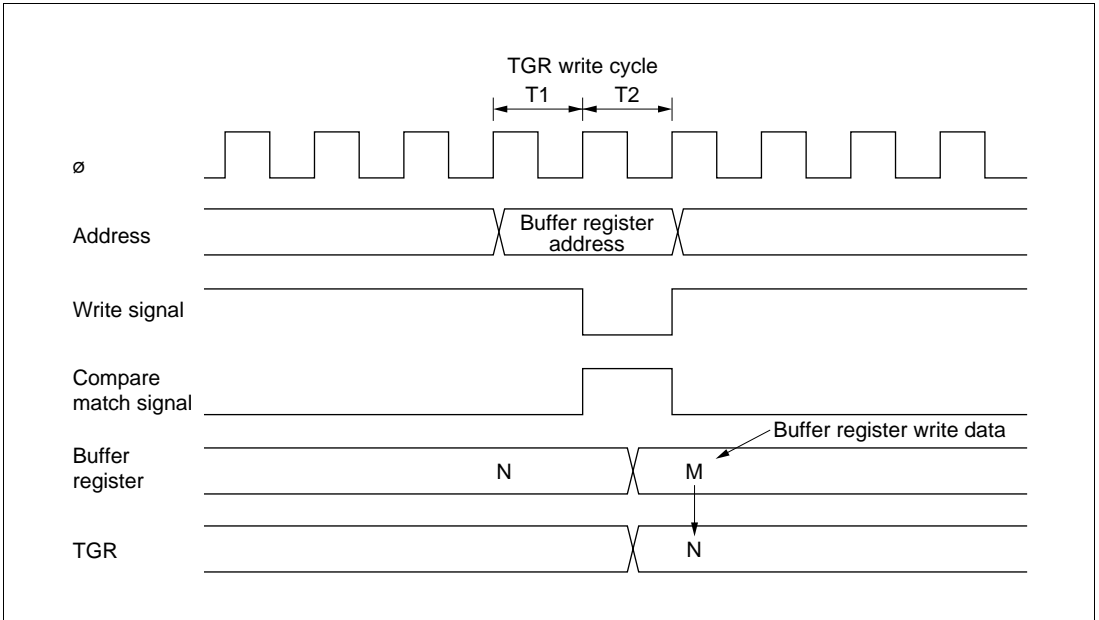 TGR write cycle
T1 T2
ø
Address
Buffer register
address
Write signal
Compare
match signal
Buffer register write data
Buffer
register
N M
TGR
N